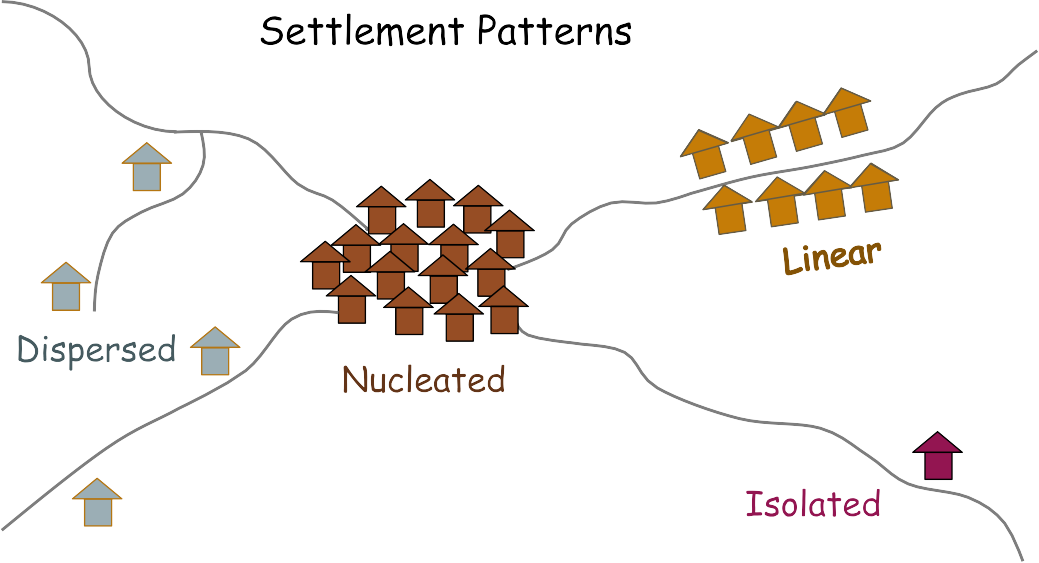 Settlement Patterns
Linear
Dispersed
Nucleated
Isolated